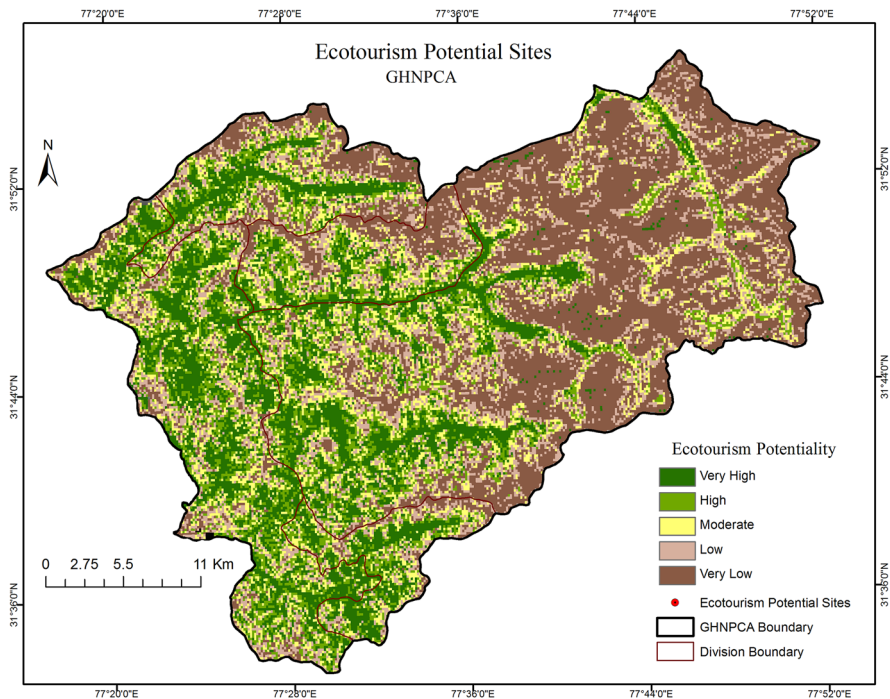 77°20'0"E 77°28'0"E 77°36'0"E 77°44'0"E 77°52'0"E
Ecotourism Potential Sites
GHNPCA
N
31°52'0"N
31°52'0"N
31°44'0"N
31°44'0"N
31°36'0"N
31°36'0"N
0 2.75 5.5 11 Km
Ecotourism Potentiality
Very High
High
Moderate
Low
Very Low
Ecotourism Potential Sites
GHNPCA Boundary
Division Boundary
77°20'0"E 77°28'0"E 77°36'0"E 77°44'0"E 77°52'0"E